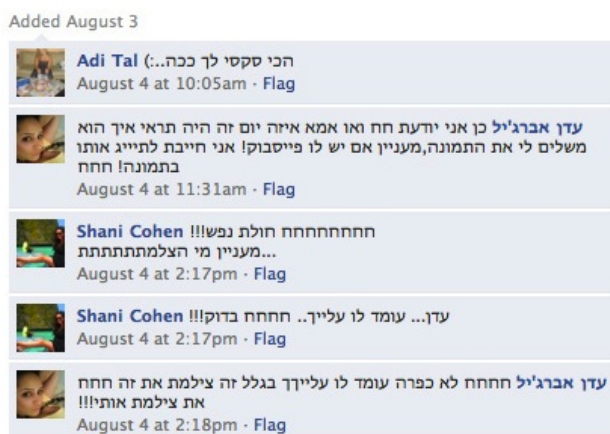 Added August 3
Adi Tal הכי סקסי לך ככה..:)
August 4 at 10:05am · Flag
עדן אברג'יל כן אני יודעת חח ואו אמא איזה יום זה היה תראי איך הוא
משלים לי את התמונה,מעניין אם יש לו פייסבוק! אני חייבת לתייייג אותו
בתמונה! חחח
August 4 at 11:31am · Flag
Shani Cohen חחחחחחחחח חולת נפש!!!
מעניין מי הצלמתתתתתת...
August 4 at 2:17pm · Flag
Shani Cohen עדן... עומד לו עלייך.. חחחח בדוק!!!
August 4 at 2:17pm · Flag
עדן אברג'יל חחחח לא כפרה עומד לו עלייךך בגלל זה צילמת את זה חחח
את צילמת אותי!!!
August 4 at 2:18pm · Flag